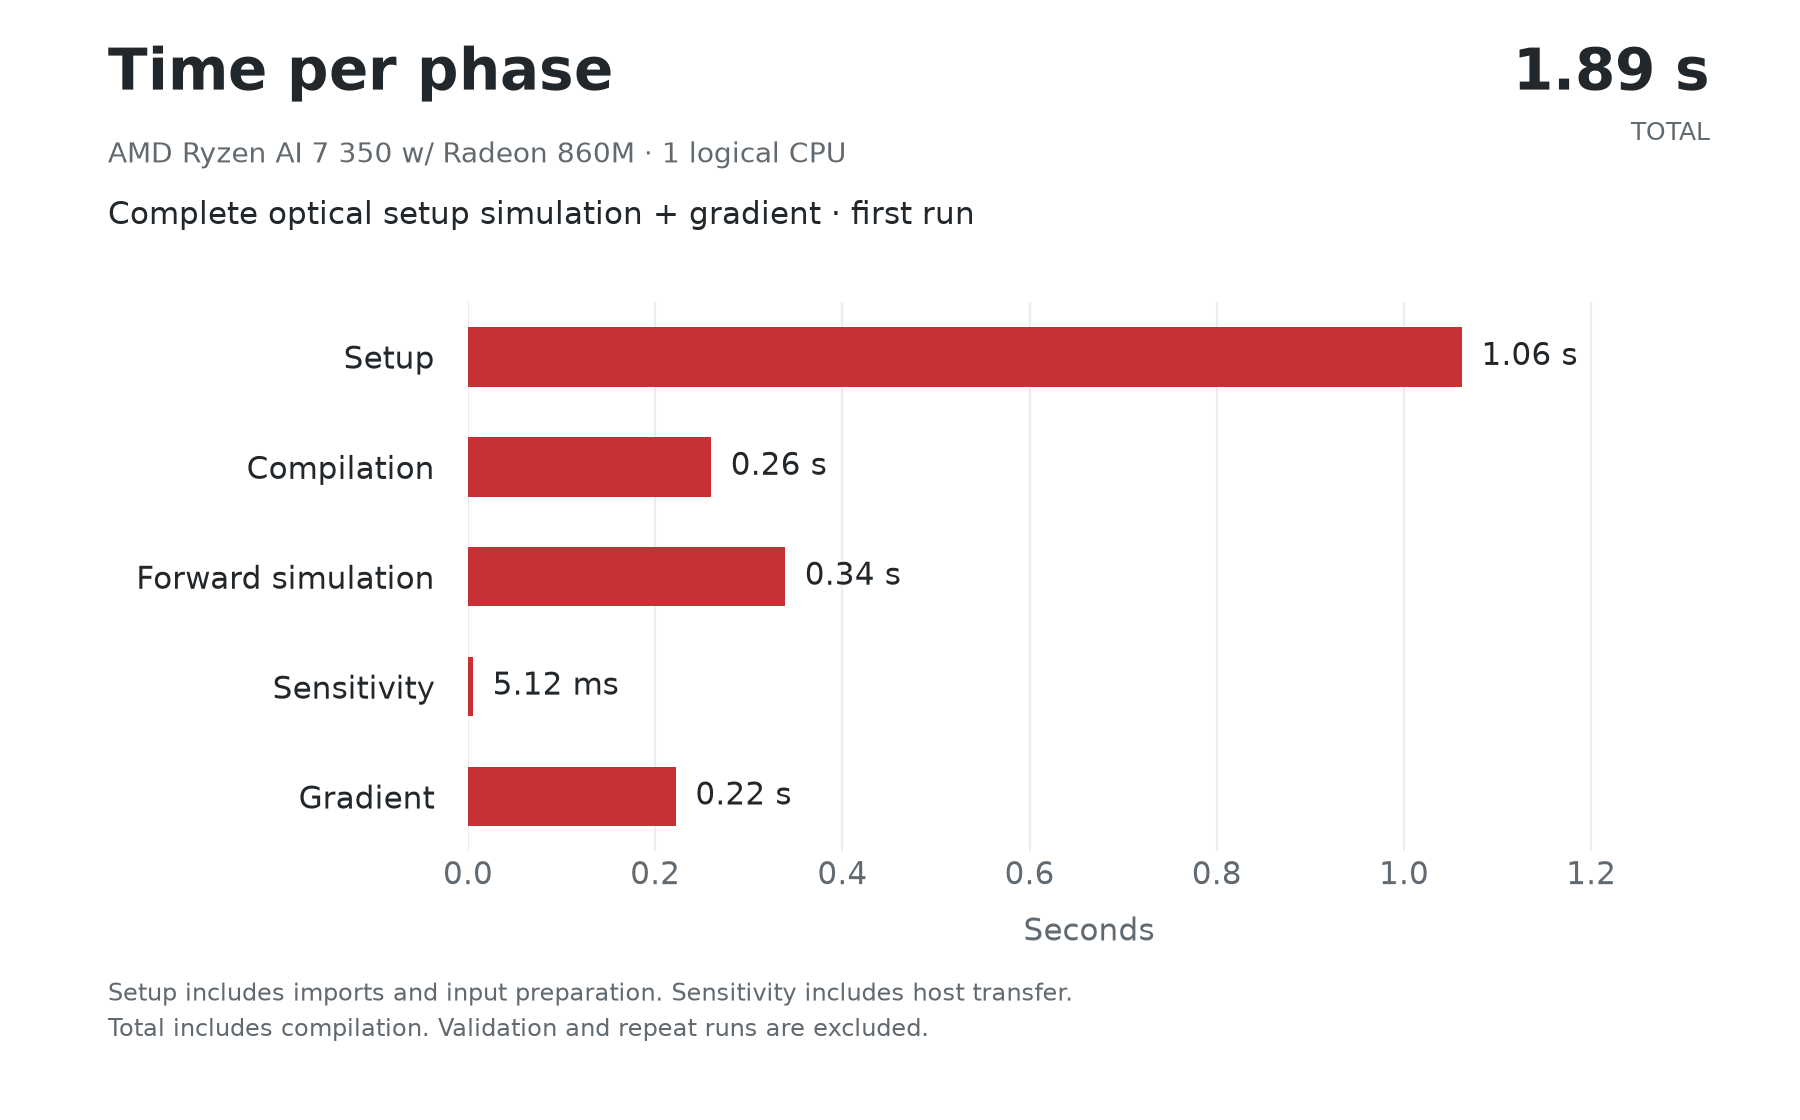 Time per phase
1.89 s
TOTAL
AMD Ryzen AI 7 350 w/ Radeon 860M · 1 logical CPU
Complete optical setup simulation + gradient · first run
Setup
1.06 s
Compilation
0.26 s
Forward simulation
0.34 s
Sensitivity
5.12 ms
Gradient
0.22 s
0.0 0.2 0.4 0.6 0.8 1.0 1.2
Seconds
Setup includes imports and input preparation. Sensitivity includes host transfer.
Total includes compilation. Validation and repeat runs are excluded.